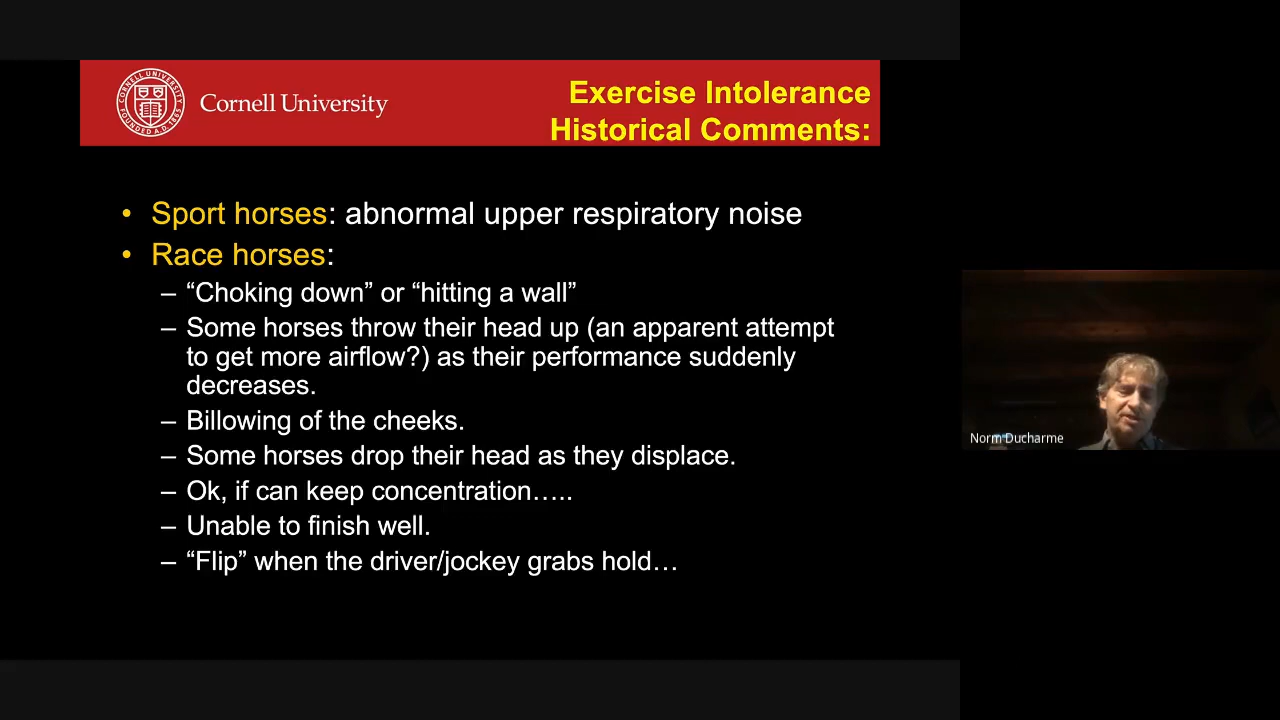 Cornell University
Exercise Intolerance
Historical Comments:
• Sport horses: abnormal upper respiratory noise
• Race horses:
– “Choking down” or “hitting a wall”
– Some horses throw their head up (an apparent attempt
to get more airflow?) as their performance suddenly
decreases.
– Billowing of the cheeks.
– Some horses drop their head as they displace.
– Ok, if can keep concentration…..
– Unable to finish well.
– “Flip” when the driver/jockey grabs hold…
Norm Ducharme